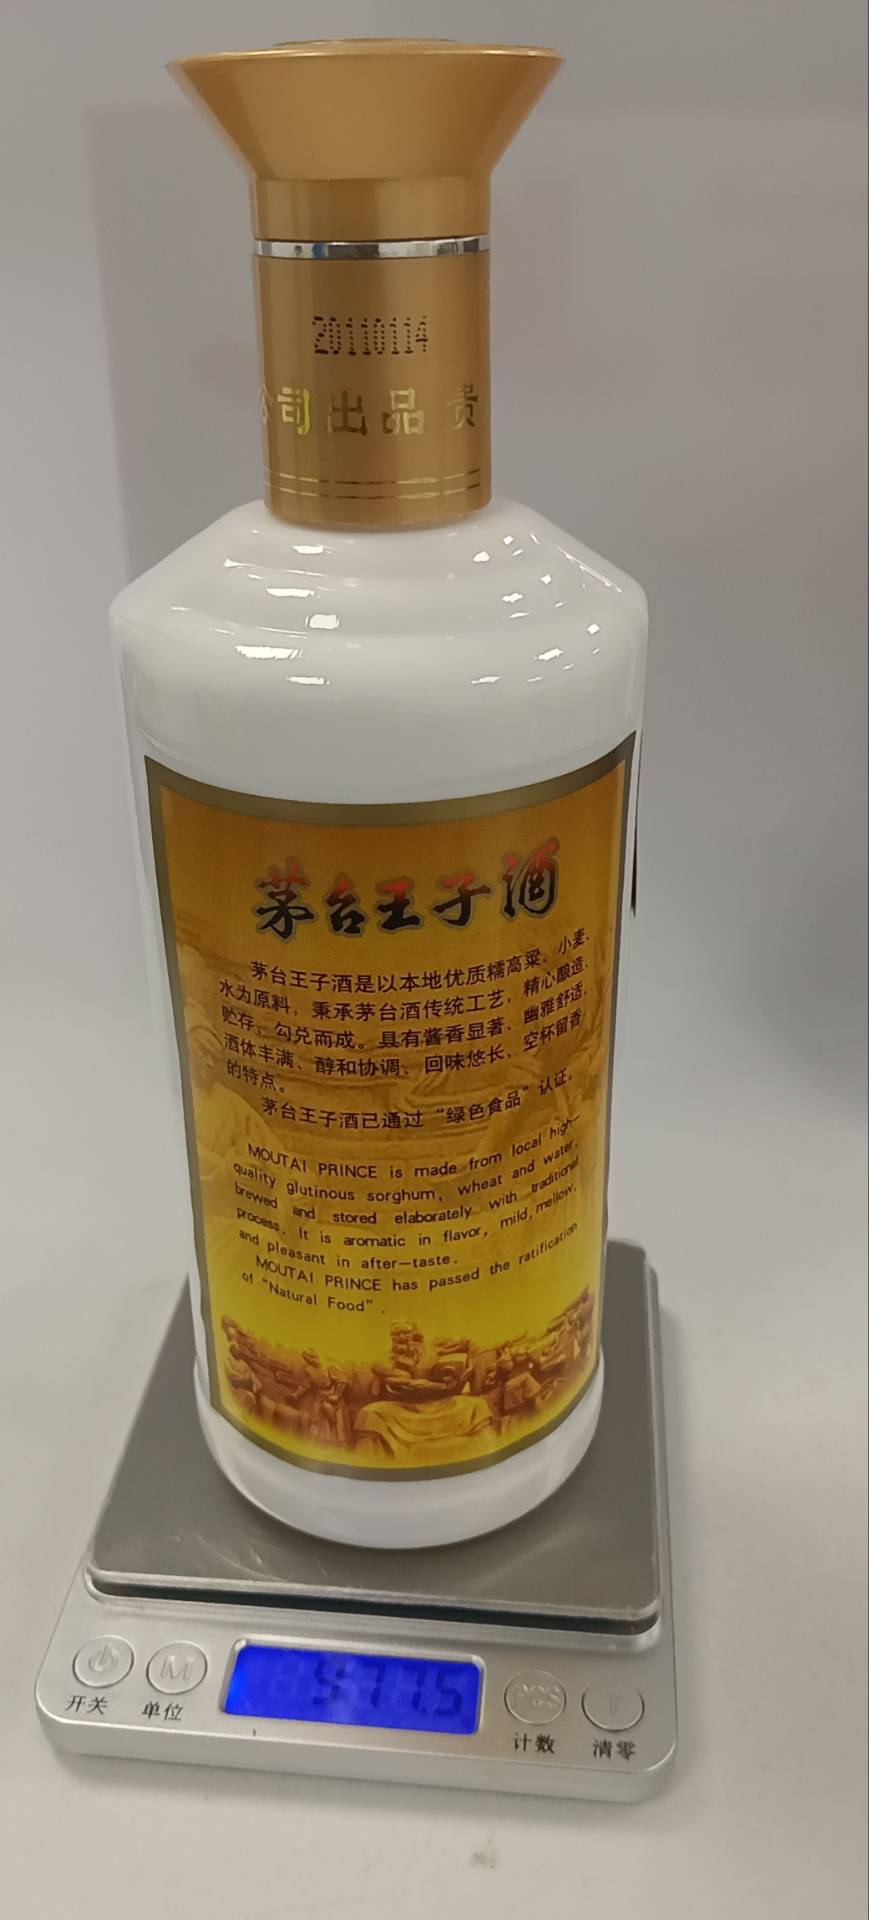 20110114
公司出品 贵
茅台王子酒
茅台王子酒是以本地优质糯高粱、小麦、
水为原料，秉承茅台酒传统工艺，精心酿造、
贮存、勾兑而成。具有酱香显著、幽雅舒适，
酒体丰满、醇和协调、回味悠长、空杯留香
的特点。
茅台王子酒已通过“绿色食品”认证。
MOUTAI PRINCE is made from local high-
quality glutinous sorghum, wheat and water,
brewed and stored elaborately with traditional
process. It is aromatic in flavor, mild, mellow,
and pleasant in after-taste.
MOUTAI PRINCE has passed the ratification
of "Natural Food".
M PCS T
开关 单位 计数 清零